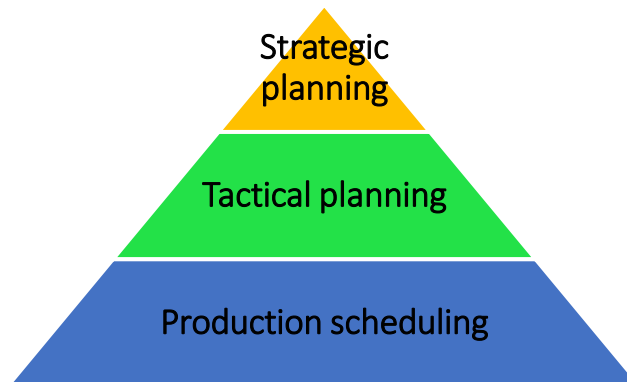 Strategic
planning
Tactical planning
Production scheduling